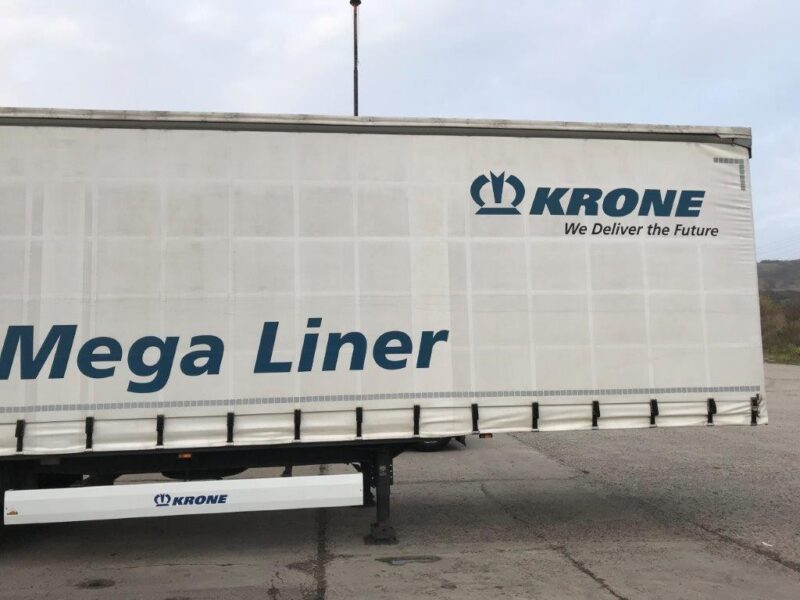 KRONE
We Deliver the Future
Mega Liner
KRONE